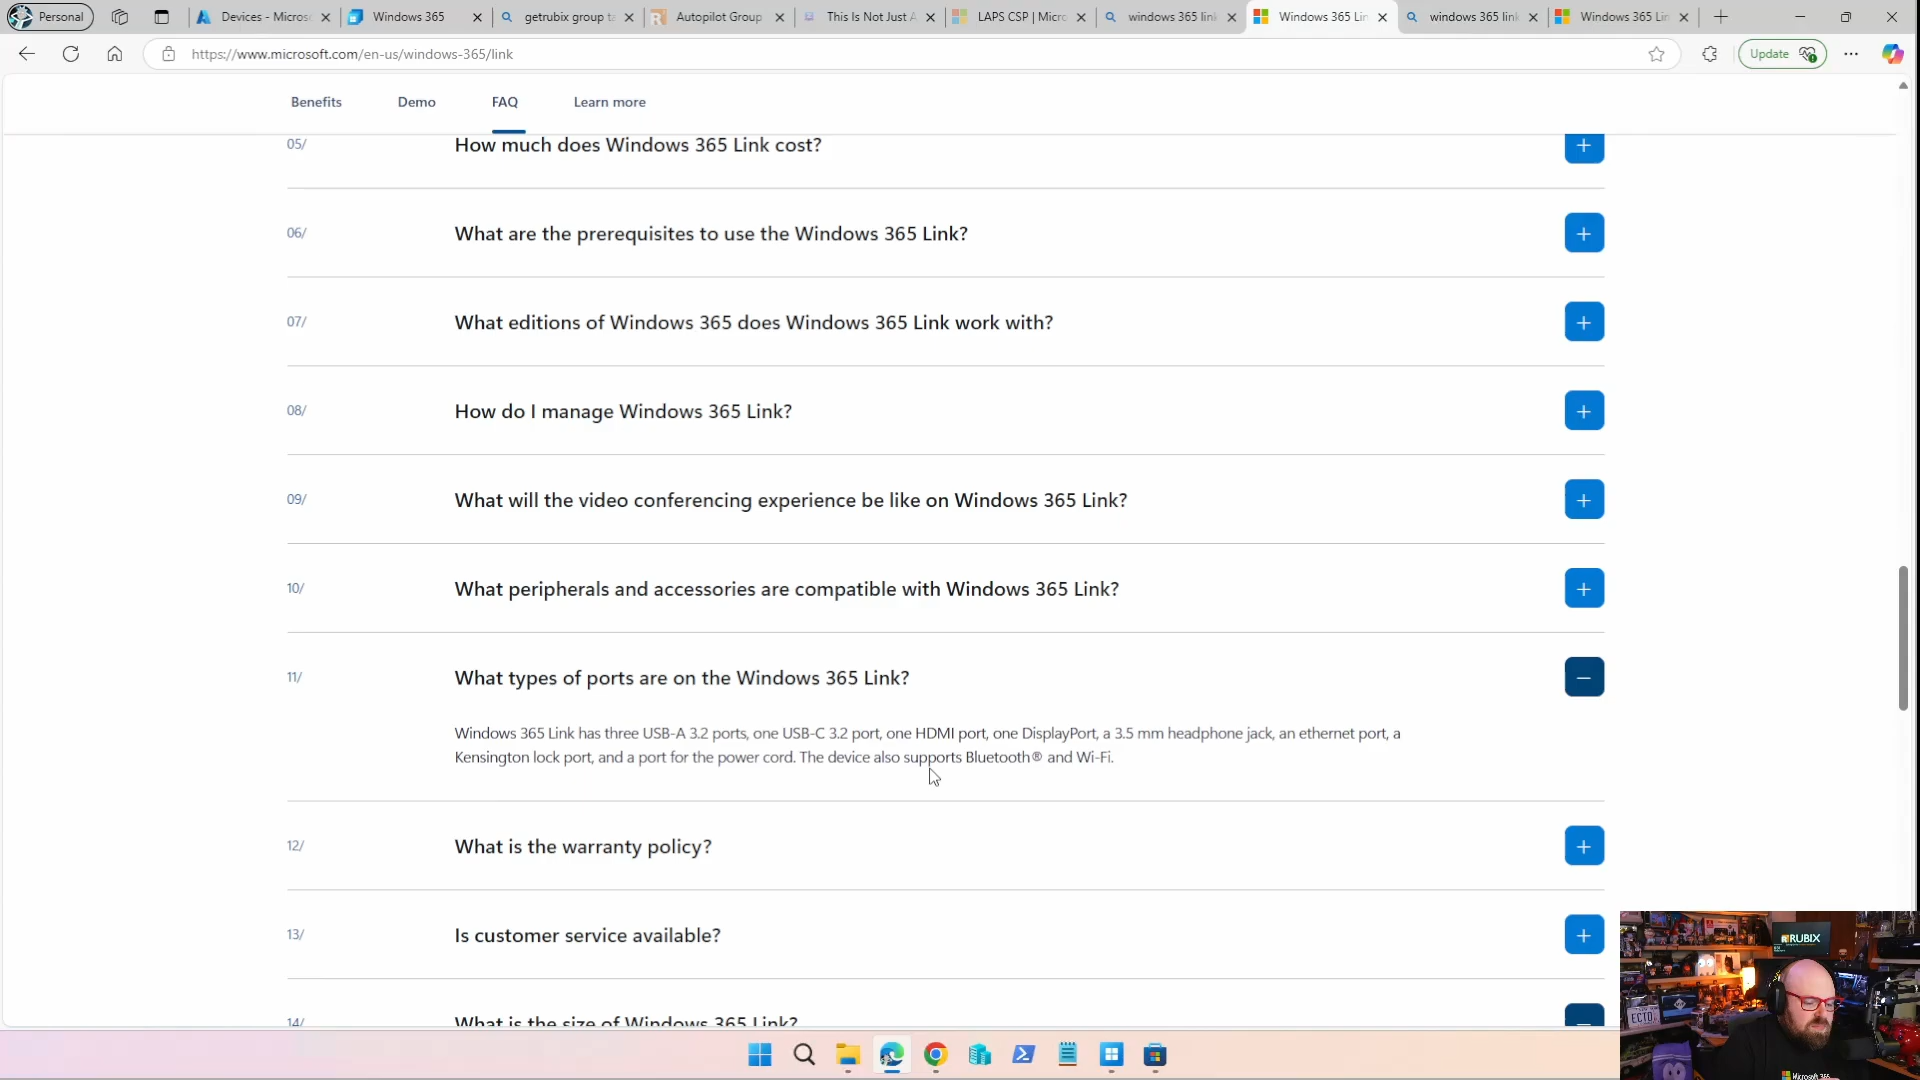 Personal
Devices - Micros
Windows 365
getrubix group ta
Autopilot Group
This Is Not Just A
LAPS CSP | Micro
windows 365 link
Windows 365 Lin
windows 365 link
Windows 365 Lin
https://www.microsoft.com/en-us/windows-365/link
Update
Benefits
Demo
FAQ
Learn more
05/
How much does Windows 365 Link cost?
06/
What are the prerequisites to use the Windows 365 Link?
07/
What editions of Windows 365 does Windows 365 Link work with?
08/
How do I manage Windows 365 Link?
09/
What will the video conferencing experience be like on Windows 365 Link?
10/
What peripherals and accessories are compatible with Windows 365 Link?
11/
What types of ports are on the Windows 365 Link?
Windows 365 Link has three USB-A 3.2 ports, one USB-C 3.2 port, one HDMI port, one DisplayPort, a 3.5 mm headphone jack, an ethernet port, a
Kensington lock port, and a port for the power cord. The device also supports Bluetooth® and Wi-Fi.
12/
What is the warranty policy?
13/
Is customer service available?
14/
What is the size of Windows 365 Link?
RUBIX
ECTO
Microsoft 365